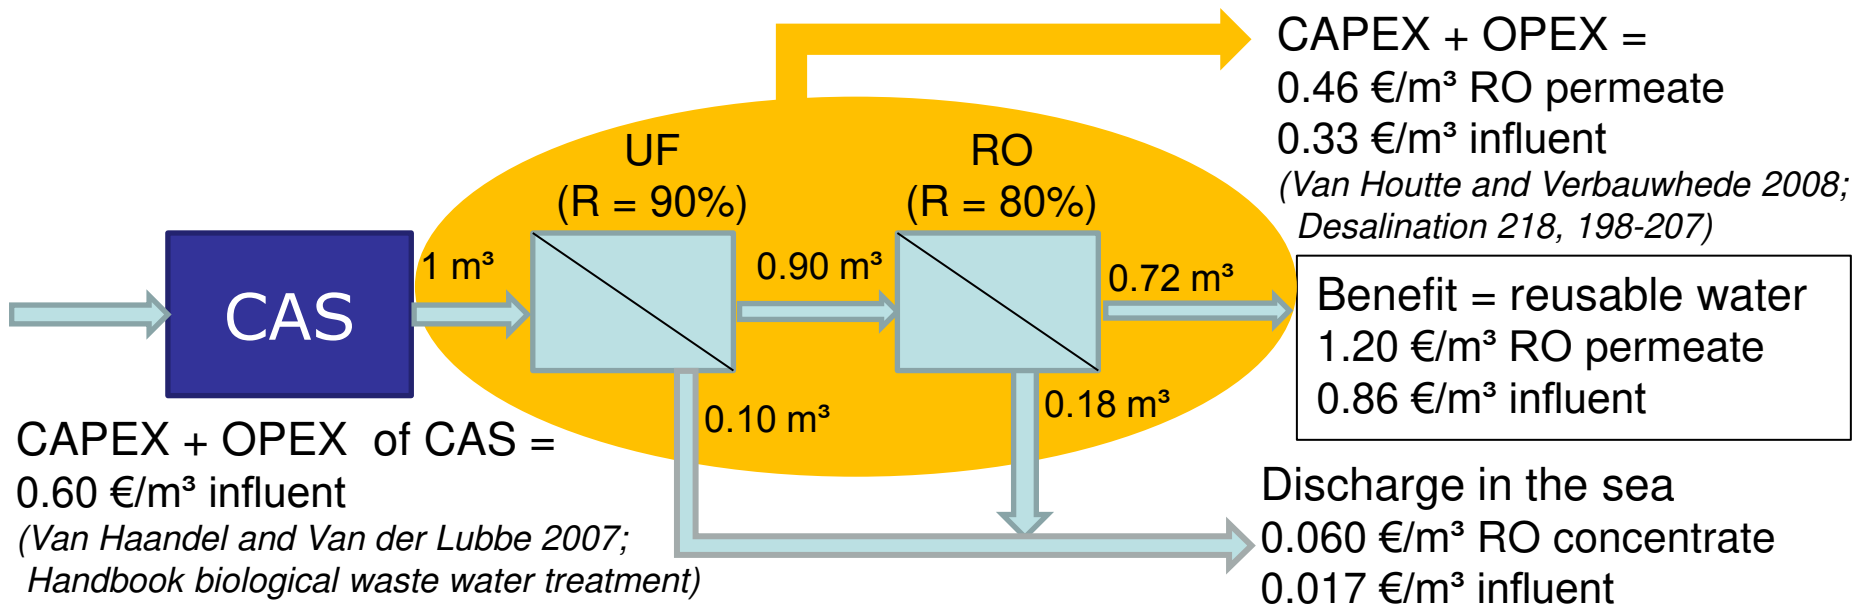 CAPEX + OPEX =
0.46 €/m³ RO permeate
0.33 €/m³ influent
(Van Houtte and Verbauwhede 2008;
Desalination 218, 198-207)
UF
(R = 90%)
RO
(R = 80%)
CAS
1 m³
0.90 m³
0.72 m³
0.10 m³
0.18 m³
Benefit = reusable water
1.20 €/m³ RO permeate
0.86 €/m³ influent
CAPEX + OPEX of CAS =
0.60 €/m³ influent
(Van Haandel and Van der Lubbe 2007;
Handbook biological waste water treatment)
Discharge in the sea
0.060 €/m³ RO concentrate
0.017 €/m³ influent